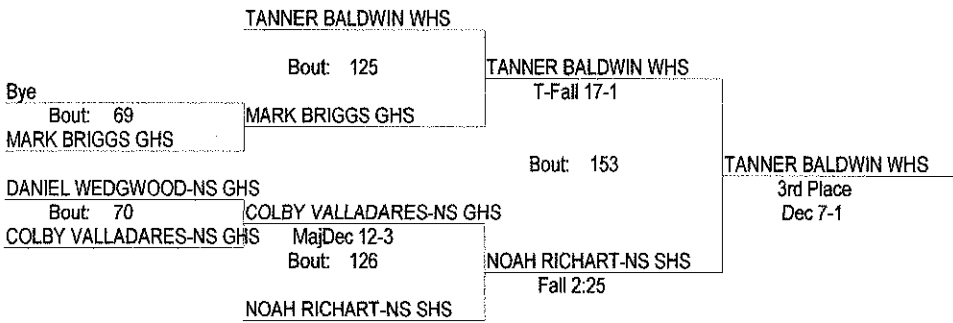 TANNER BALDWIN WHS
Bout: 125
TANNER BALDWIN WHS
T-Fall 17-1
Bye
Bout: 69
MARK BRIGGS GHS
MARK BRIGGS GHS
Bout: 153
TANNER BALDWIN WHS
3rd Place
Dec 7-1
DANIEL WEDGWOOD-NS GHS
Bout: 70
COLBY VALLADARES-NS GHS
COLBY VALLADARES-NS GHS
MajDec 12-3
Bout: 126
NOAH RICHART-NS SHS
Fall 2:25
NOAH RICHART-NS SHS